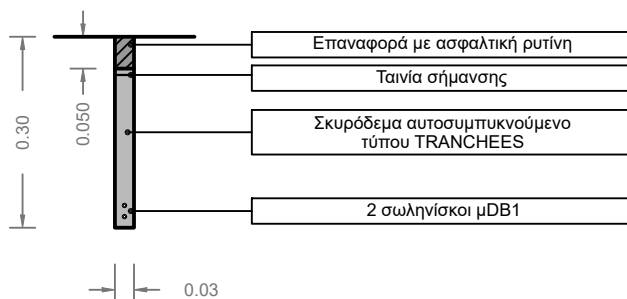 Επαναφορά με ασφαλτική ρυτίνη
Ταινία σήμανσης
Σκυρόδεμα αυτοσυμπυκνούμενο
τύπου TRANCHEES
2 σωληνίσκοι μDB1
0.30
0.050
0.03